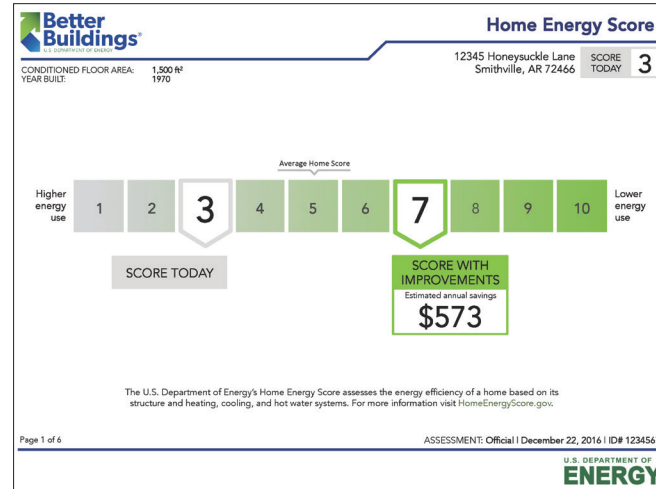 Better
Buildings®
U.S. DEPARTMENT OF ENERGY
Home Energy Score
CONDITIONED FLOOR AREA: 1,500 ft²
YEAR BUILT: 1970
12345 Honeysuckle Lane
Smithville, AR 72466
SCORE
TODAY
3
Average Home Score
Higher
energy
use
1 2 3 4 5 6 7 8 9 10
Lower
energy
use
SCORE TODAY
SCORE WITH
IMPROVEMENTS
Estimated annual savings
$573
The U.S. Department of Energy's Home Energy Score assesses the energy efficiency of a home based on its
structure and heating, cooling, and hot water systems. For more information visit HomeEnergyScore.gov.
Page 1 of 6
ASSESSMENT: Official | December 22, 2016 | ID# 123456
U.S. DEPARTMENT OF
ENERGY